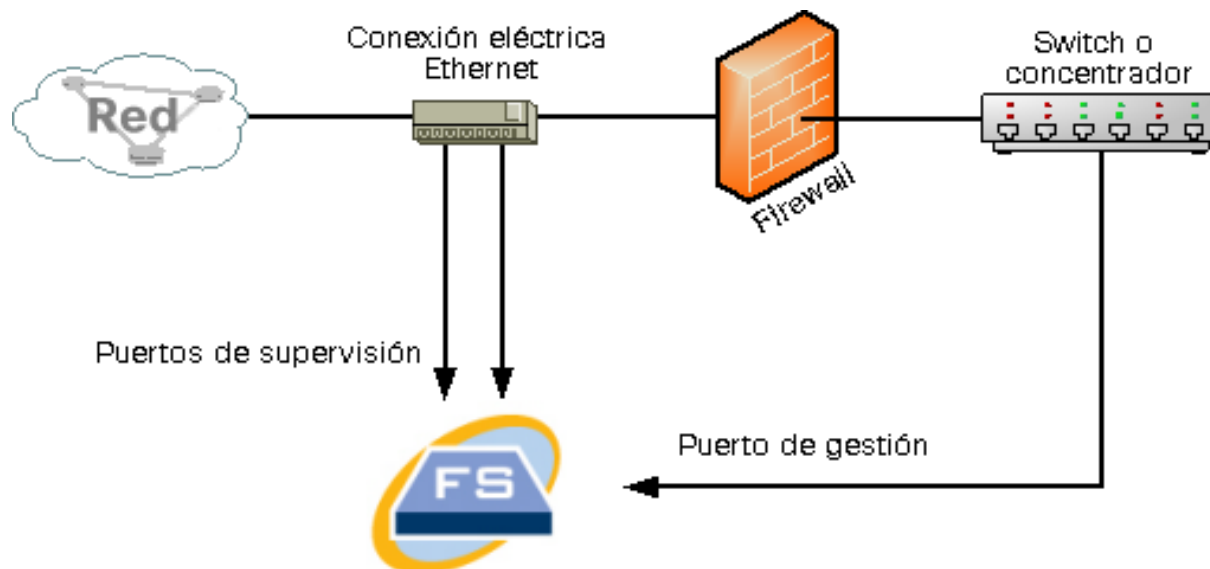 Conexión eléctrica
Ethernet
Switch o
concentrador
Red
Firewall
Puertos de supervisión
Puerto de gestión
FS